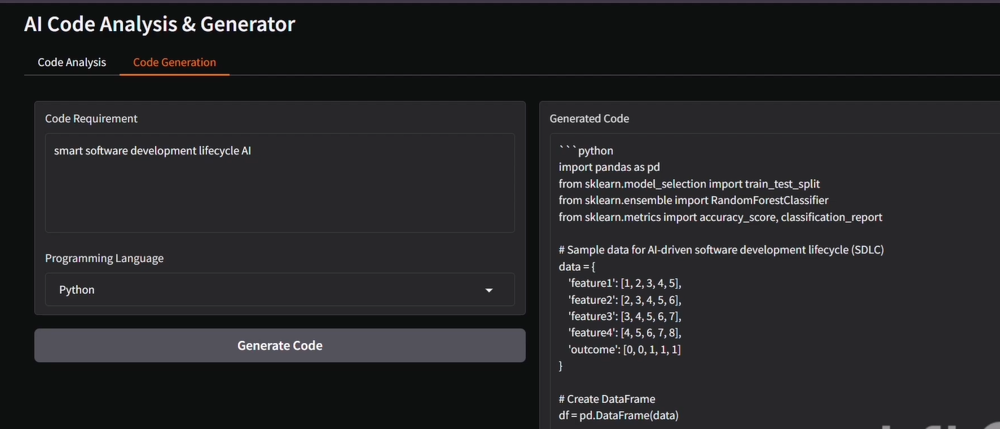 AI Code Analysis & Generator
Code Analysis
Code Generation
Code Requirement
smart software development lifecycle AI
Programming Language
Python
Generate Code
Generated Code
```python
import pandas as pd
from sklearn.model_selection import train_test_split
from sklearn.ensemble import RandomForestClassifier
from sklearn.metrics import accuracy_score, classification_report
# Sample data for AI-driven software development lifecycle (SDLC)
data = {
'feature1': [1, 2, 3, 4, 5],
'feature2': [2, 3, 4, 5, 6],
'feature3': [3, 4, 5, 6, 7],
'feature4': [4, 5, 6, 7, 8],
'outcome': [0, 0, 1, 1, 1]
}
# Create DataFrame
df = pd.DataFrame(data)